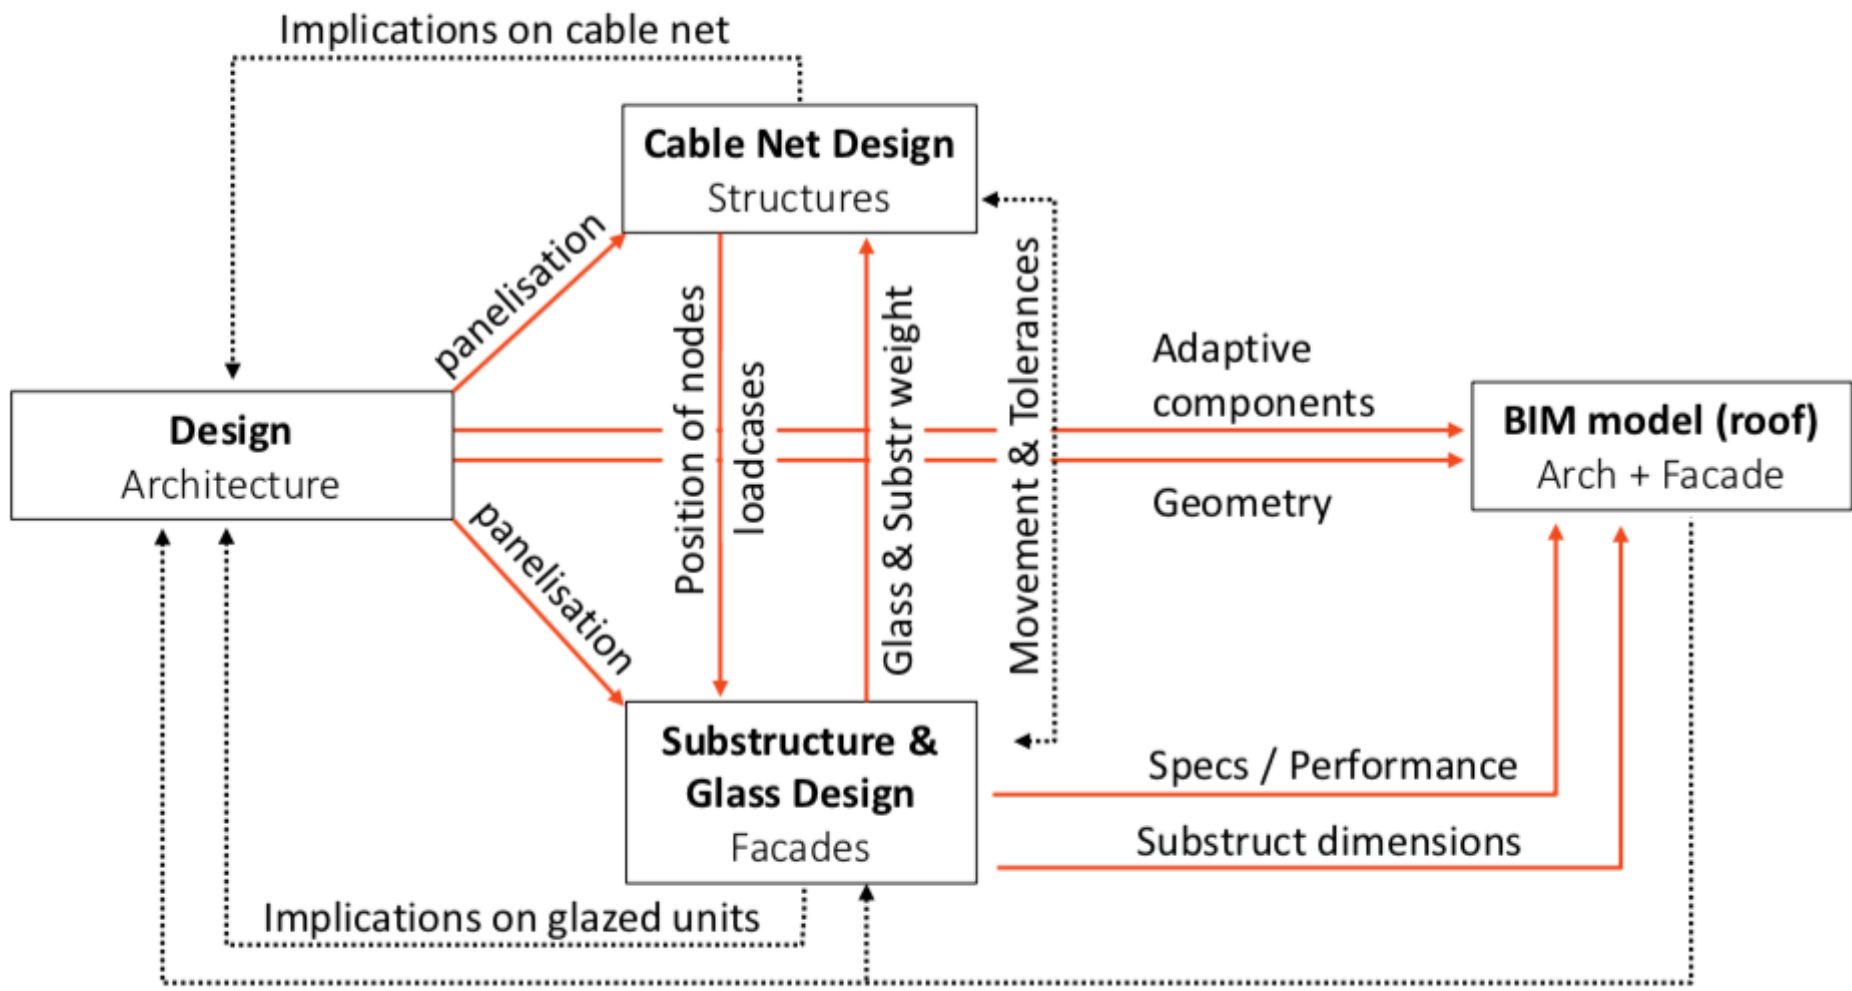 Implications on cable net
Cable Net Design
Structures
panelisation
Position of nodes
loadcases
Glass & Substr weight
Movement & Tolerances
Adaptive
components
Design
Architecture
BIM model (roof)
Arch + Facade
Geometry
panelisation
Substructure &
Glass Design
Facades
Specs / Performance
Substruct dimensions
Implications on glazed units